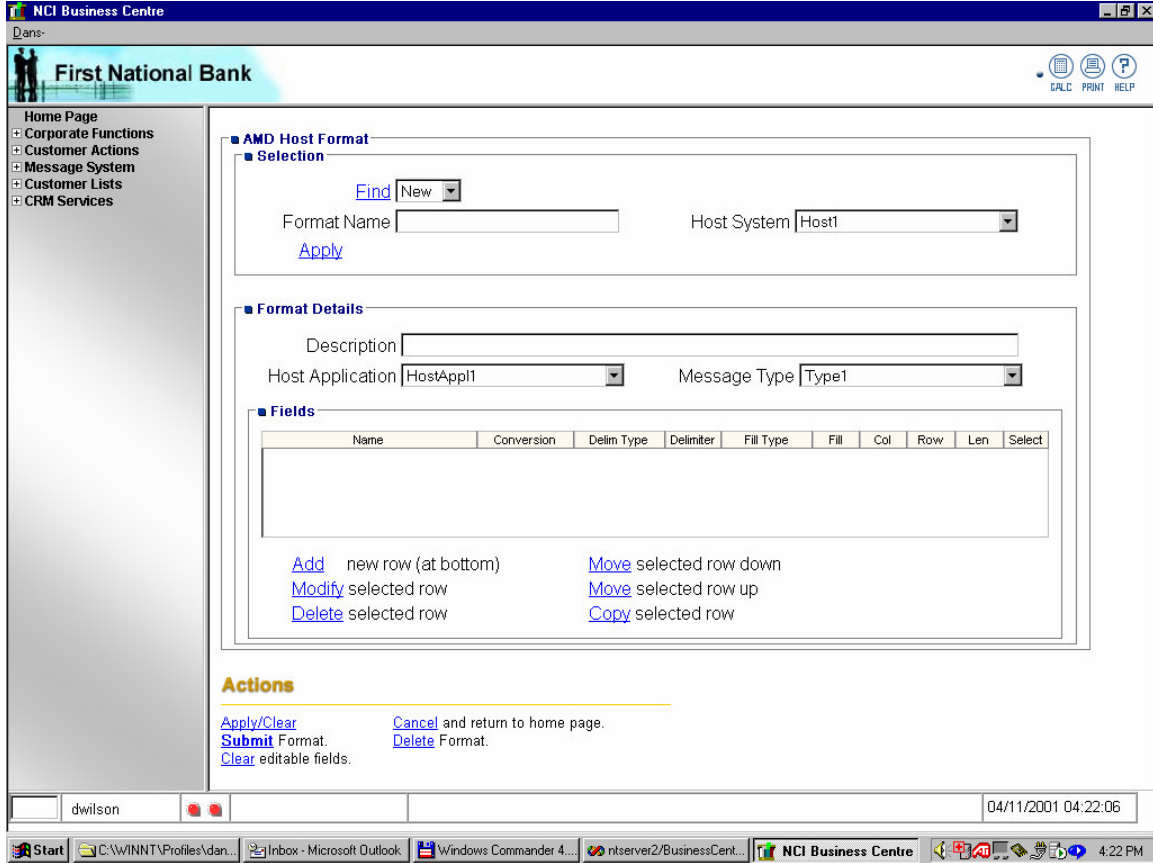 NCI Business Centre
Dans-
First National Bank
CALC PRINT HELP
Home Page
Corporate Functions
Customer Actions
Message System
Customer Lists
CRM Services
AMD Host Format
Selection
Find New
Format Name Host System Host1
Apply
Format Details
Description
Host Application HostAppl1 Message Type Type1
Fields
Name Conversion Delim Type Delimiter Fill Type Fill Col Row Len Select
Add new row (at bottom) Move selected row down
Modify selected row Move selected row up
Delete selected row Copy selected row
Actions
Apply/Clear Cancel and return to home page.
Submit Format. Delete Format.
Clear editable fields.
dwilson 04/11/2001 04:22:06
Start C:\WINNT\Profiles\dan... Inbox - Microsoft Outlook Windows Commander 4.... ntserver2/BusinessCent... NCI Business Centre 4:22 PM